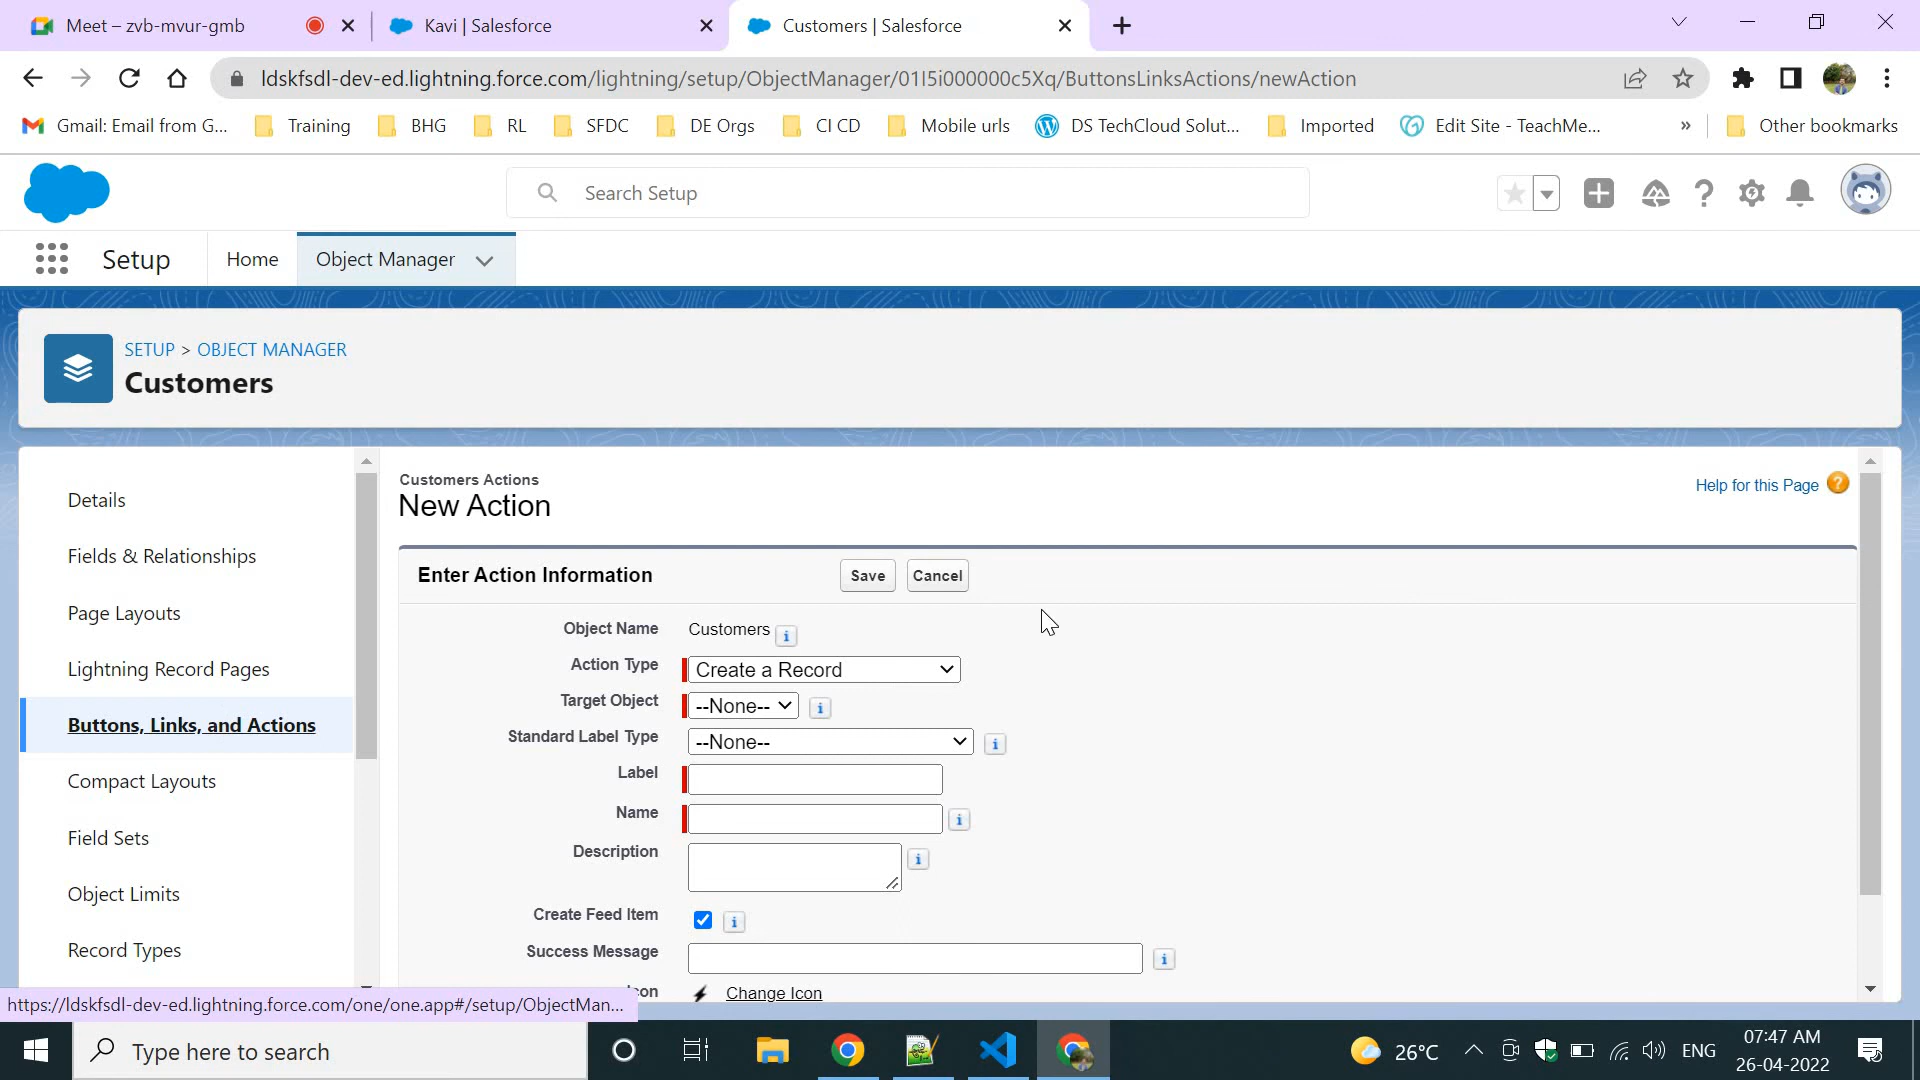 Meet – zvb-mvur-gmb
Kavi | Salesforce
Customers | Salesforce
ldskfsdl-dev-ed.lightning.force.com/lightning/setup/ObjectManager/01I5i000000c5Xq/ButtonsLinksActions/newAction
Gmail: Email from G... Training BHG RL SFDC DE Orgs CI CD Mobile urls DS TechCloud Solut... Imported Edit Site - TeachMe... » Other bookmarks
Search Setup
Setup Home Object Manager
SETUP > OBJECT MANAGER
Customers
Details
Fields & Relationships
Page Layouts
Lightning Record Pages
Buttons, Links, and Actions
Compact Layouts
Field Sets
Object Limits
Record Types
Customers Actions
New Action
Help for this Page ?
Enter Action Information Save Cancel
Object Name Customers i
Action Type Create a Record
Target Object --None-- i
Standard Label Type --None-- i
Label
Name i
Description i
Create Feed Item i
Success Message i
Icon Change Icon
https://ldskfsdl-dev-ed.lightning.force.com/one/one.app#/setup/ObjectMan...
Type here to search
26°C
ENG
07:47 AM
26-04-2022